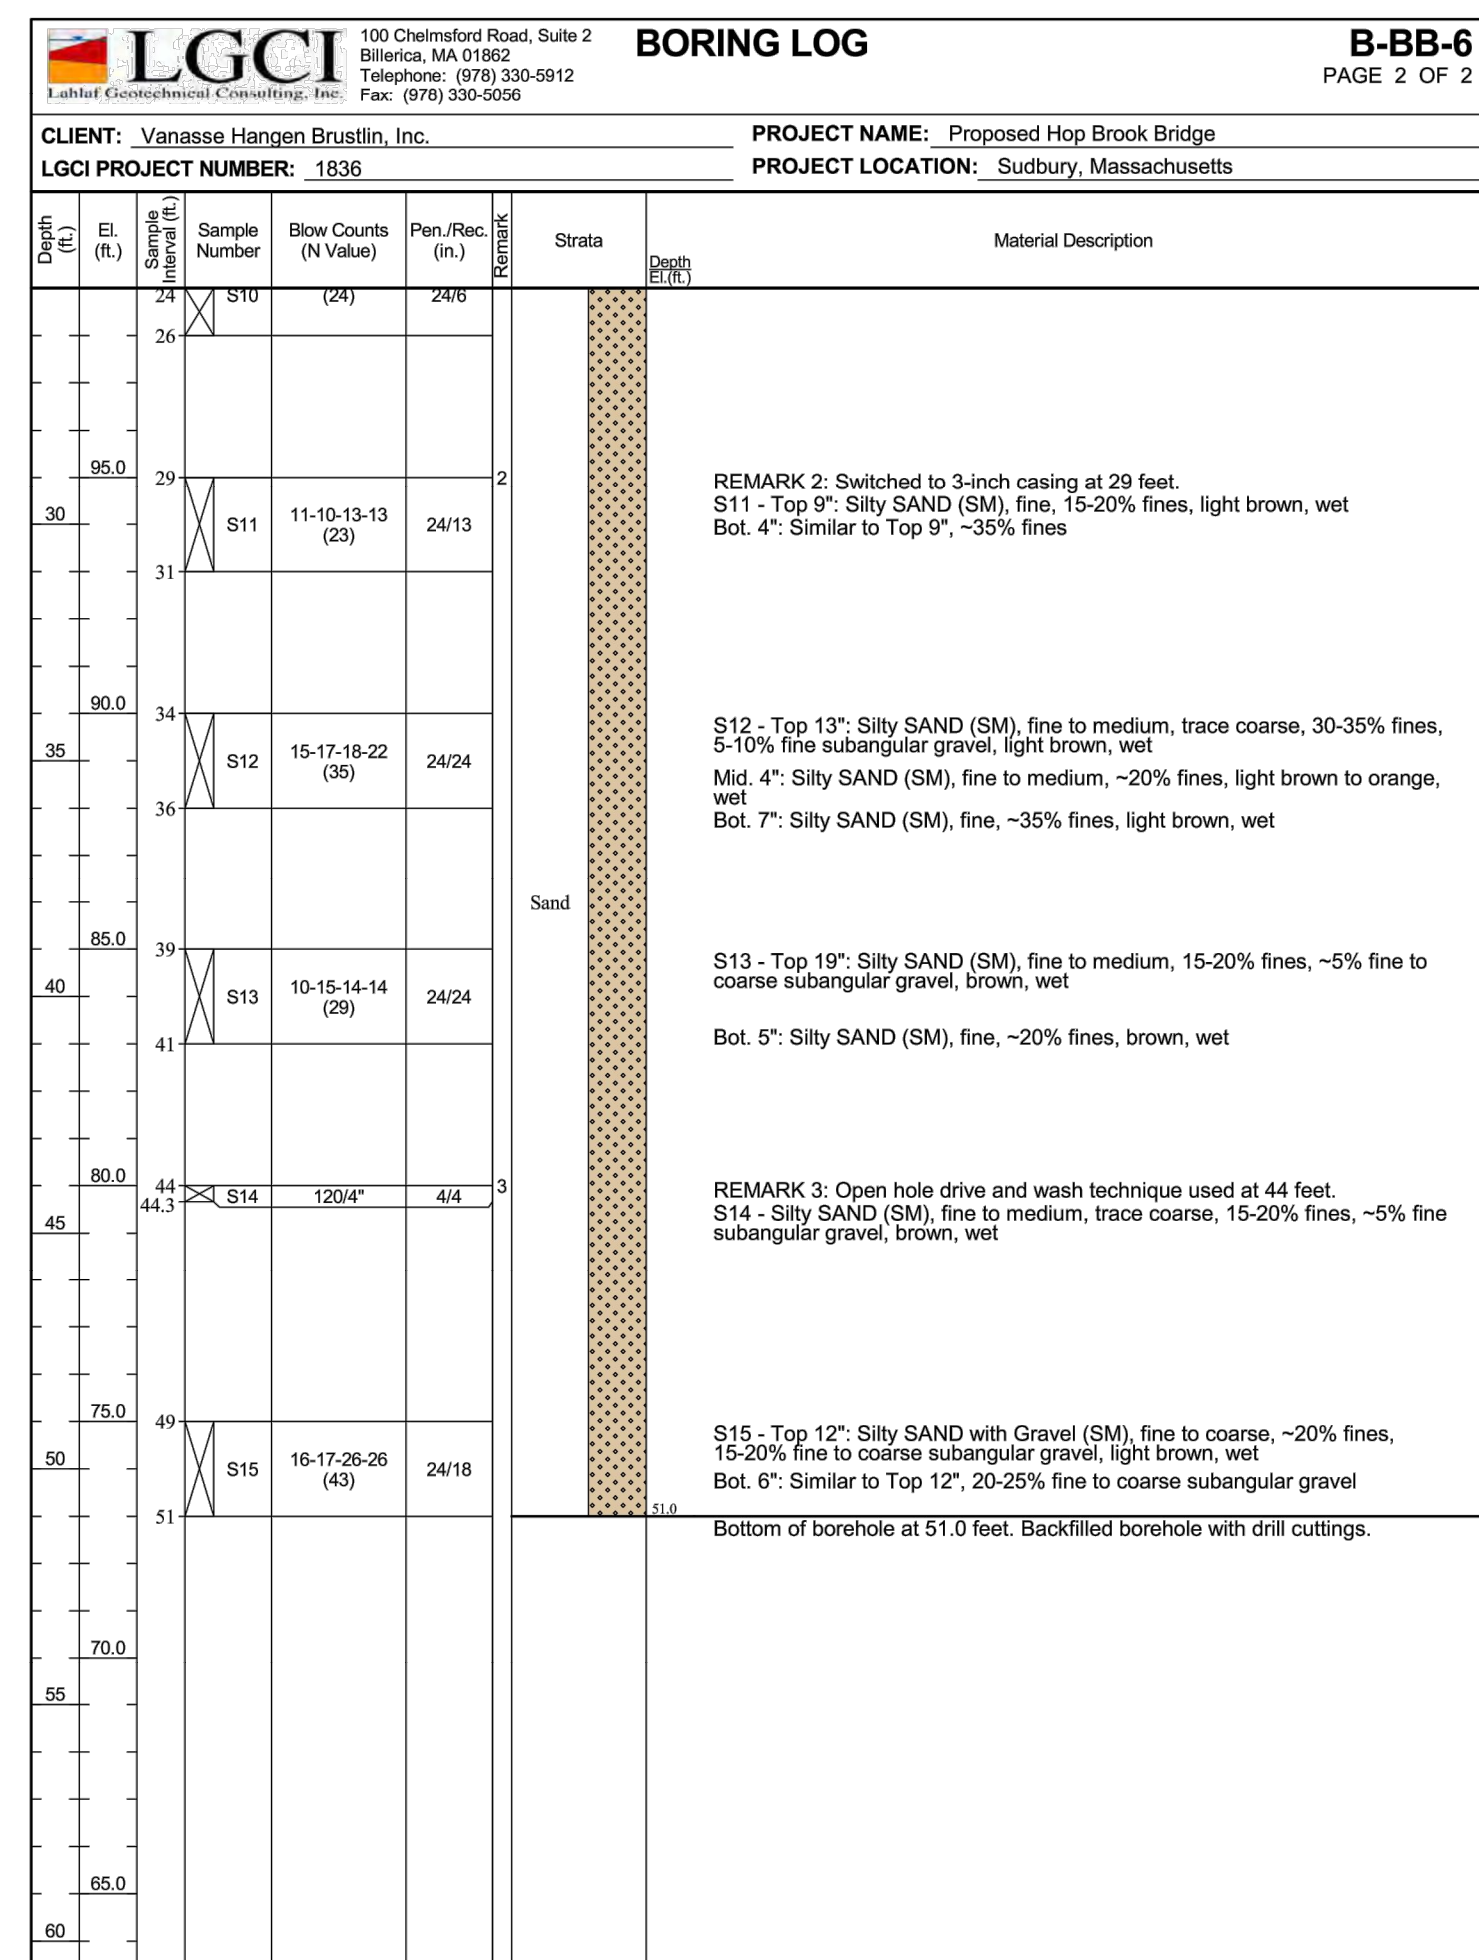 LGCI
Lahlaf Geotechnical Consulting, Inc.
100 Chelmsford Road, Suite 2
Billerica, MA 01862
Telephone: (978) 330-5912
Fax: (978) 330-5056
BORING LOG
B-BB-6
PAGE 2 OF 2
CLIENT: Vanasse Hangen Brustlin, Inc.
PROJECT NAME: Proposed Hop Brook Bridge
LGCI PROJECT NUMBER: 1836
PROJECT LOCATION: Sudbury, Massachusetts
Depth (ft.)
El. (ft.)
Sample Interval (ft.)
Sample Number
Blow Counts (N Value)
Pen./Rec. (in.)
Remark
Strata
Depth
El.(ft.)
Material Description
24 S10 (24) 24/6
26
95.0 29 2
REMARK 2: Switched to 3-inch casing at 29 feet.
S11 - Top 9": Silty SAND (SM), fine, 15-20% fines, light brown, wet
30 S11 11-10-13-13 (23) 24/13
Bot. 4": Similar to Top 9", ~35% fines
31
90.0 34
S12 - Top 13": Silty SAND (SM), fine to medium, trace coarse, 30-35% fines,
5-10% fine subangular gravel, light brown, wet
35 S12 15-17-18-22 (35) 24/24
Mid. 4": Silty SAND (SM), fine to medium, ~20% fines, light brown to orange,
wet
36
Bot. 7": Silty SAND (SM), fine, ~35% fines, light brown, wet
Sand
85.0 39
S13 - Top 19": Silty SAND (SM), fine to medium, 15-20% fines, ~5% fine to
coarse subangular gravel, brown, wet
40 S13 10-15-14-14 (29) 24/24
41
Bot. 5": Silty SAND (SM), fine, ~20% fines, brown, wet
80.0 44 3
REMARK 3: Open hole drive and wash technique used at 44 feet.
44.3 S14 120/4" 4/4
S14 - Silty SAND (SM), fine to medium, trace coarse, 15-20% fines, ~5% fine
subangular gravel, brown, wet
45
75.0 49
S15 - Top 12": Silty SAND with Gravel (SM), fine to coarse, ~20% fines,
15-20% fine to coarse subangular gravel, light brown, wet
50 S15 16-17-26-26 (43) 24/18
Bot. 6": Similar to Top 12", 20-25% fine to coarse subangular gravel
51 51.0
Bottom of borehole at 51.0 feet. Backfilled borehole with drill cuttings.
70.0
55
65.0
60